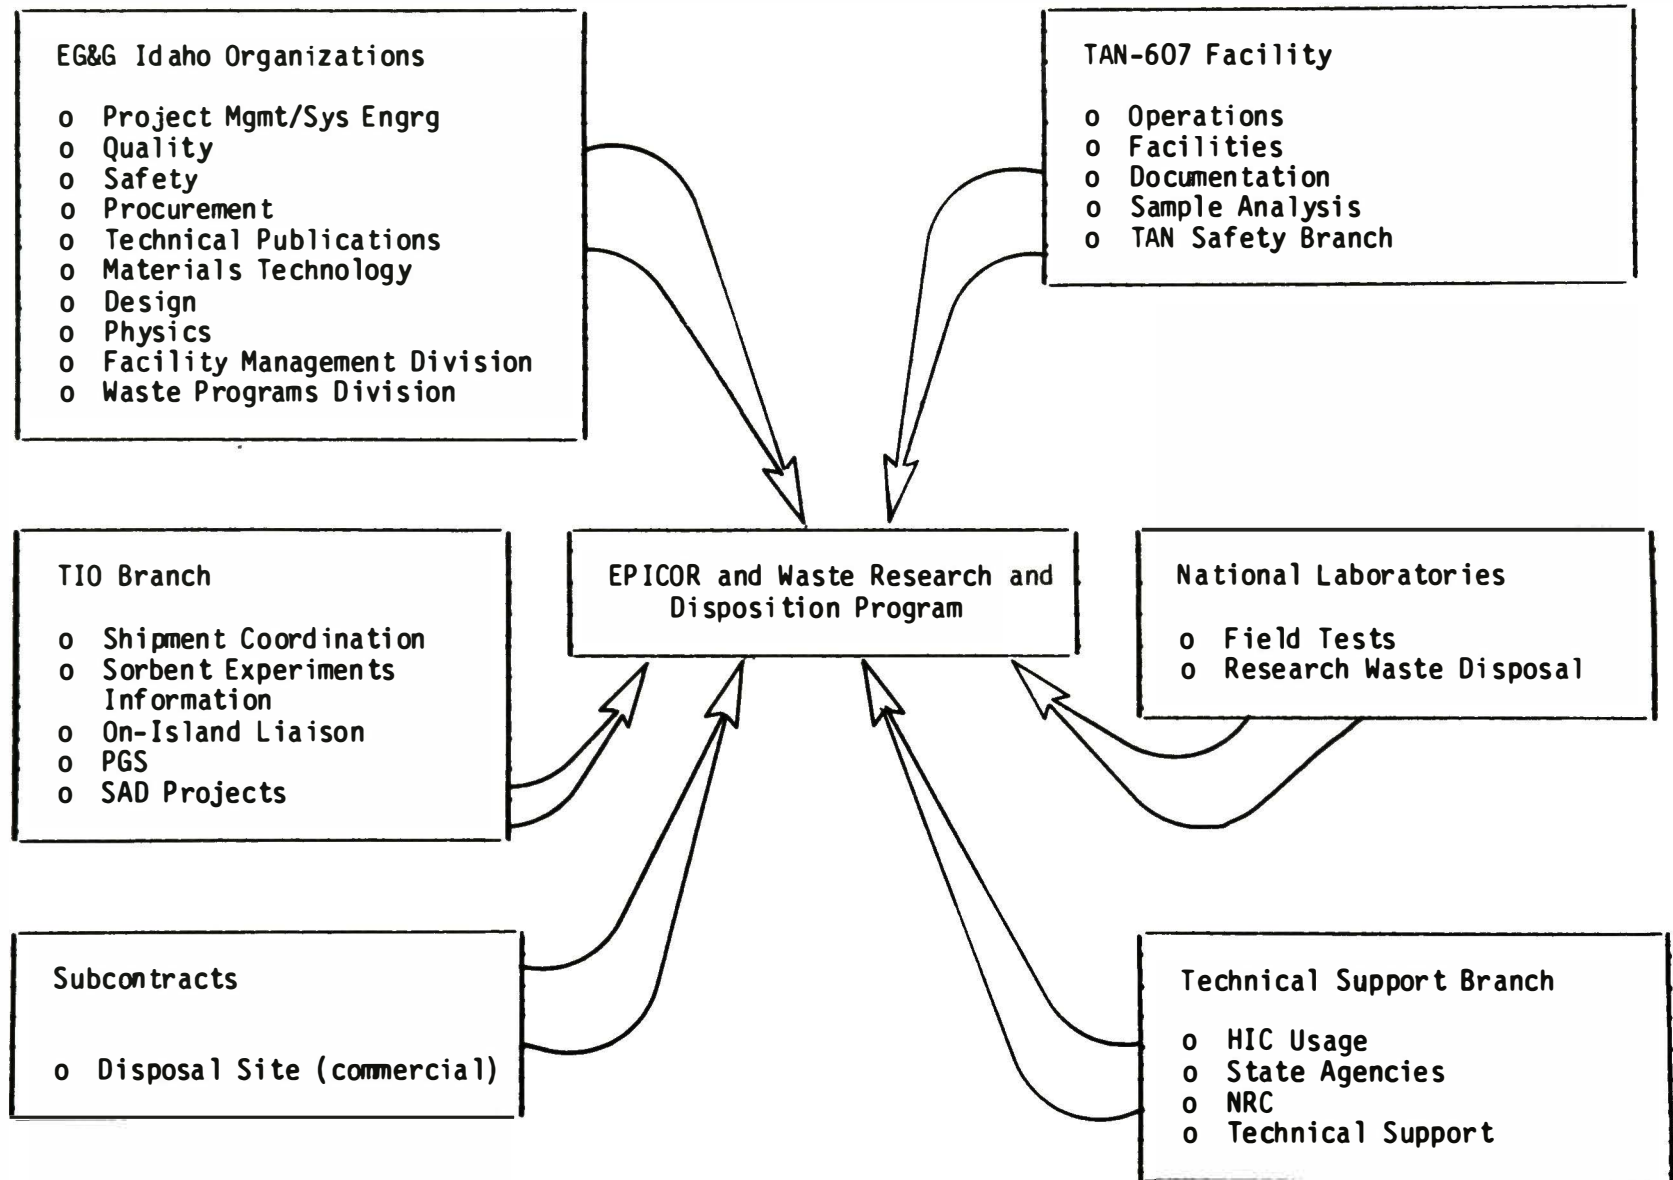 EG&G Idaho Organizations
o Project Mgmt/Sys Engrg
o Quality
o Safety
o Procurement
o Technical Publications
o Materials Technology
o Design
o Physics
o Facility Management Division
o Waste Programs Division
TAN-607 Facility
o Operations
o Facilities
o Documentation
o Sample Analysis
o TAN Safety Branch
TIO Branch
o Shipment Coordination
o Sorbent Experiments
Information
o On-Island Liaison
o PGS
o SAD Projects
EPICOR and Waste Research and
Disposition Program
National Laboratories
o Field Tests
o Research Waste Disposal
Subcontracts
o Disposal Site (commercial)
Technical Support Branch
o HIC Usage
o State Agencies
o NRC
o Technical Support